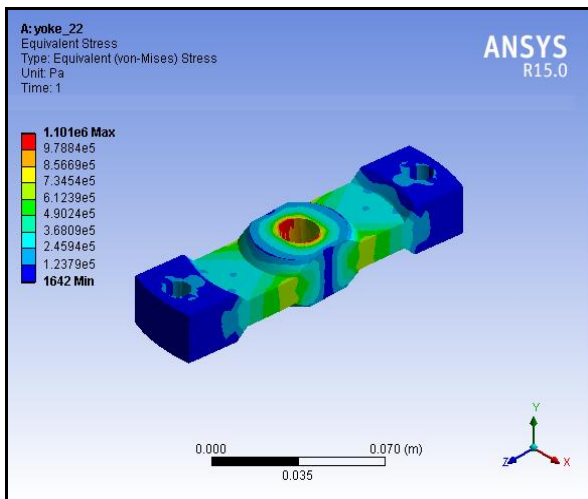 A: yoke_22
Equivalent Stress
Type: Equivalent (von-Mises) Stress
Unit: Pa
Time: 1
ANSYS
R15.0
1.101e6 Max
9.7884e5
8.5669e5
7.3454e5
6.1239e5
4.9024e5
3.6809e5
2.4594e5
1.2379e5
1642 Min
0.000
0.070 (m)
0.035
Y
Z
X